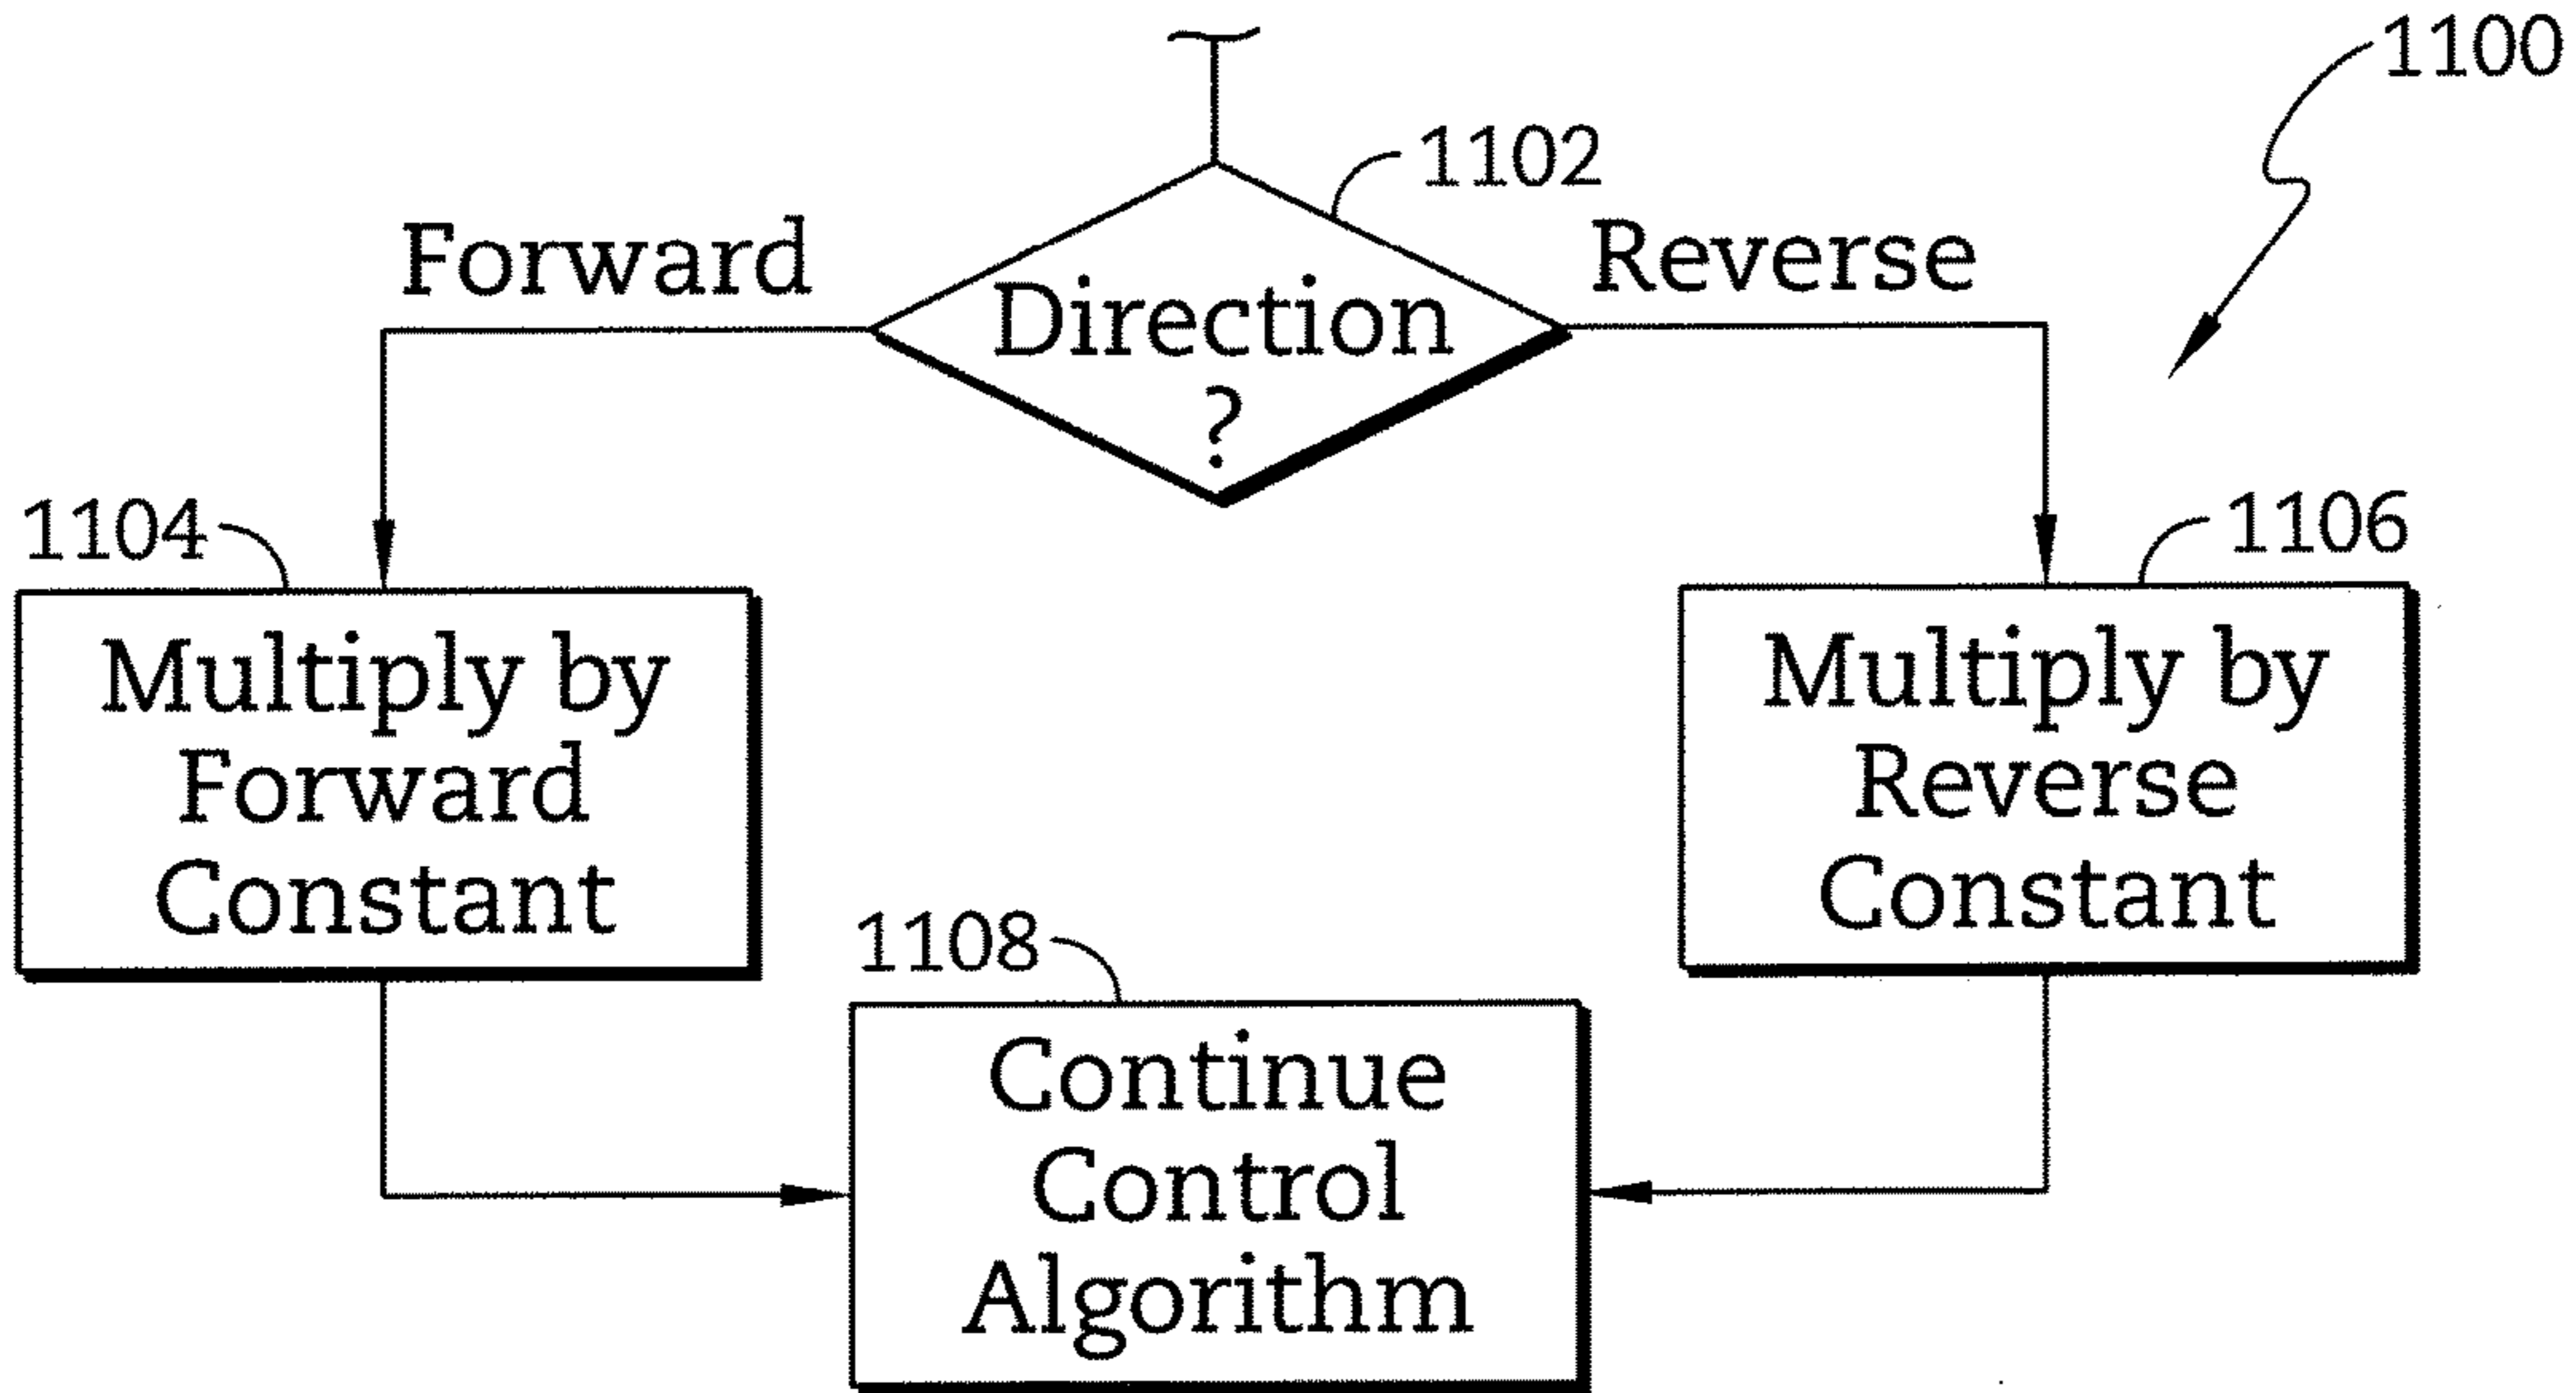 1100
1102
Forward
Reverse
Direction
?
1104
1106
Multiply by
Forward
Constant
Multiply by
Reverse
Constant
1108
Continue
Control
Algorithm